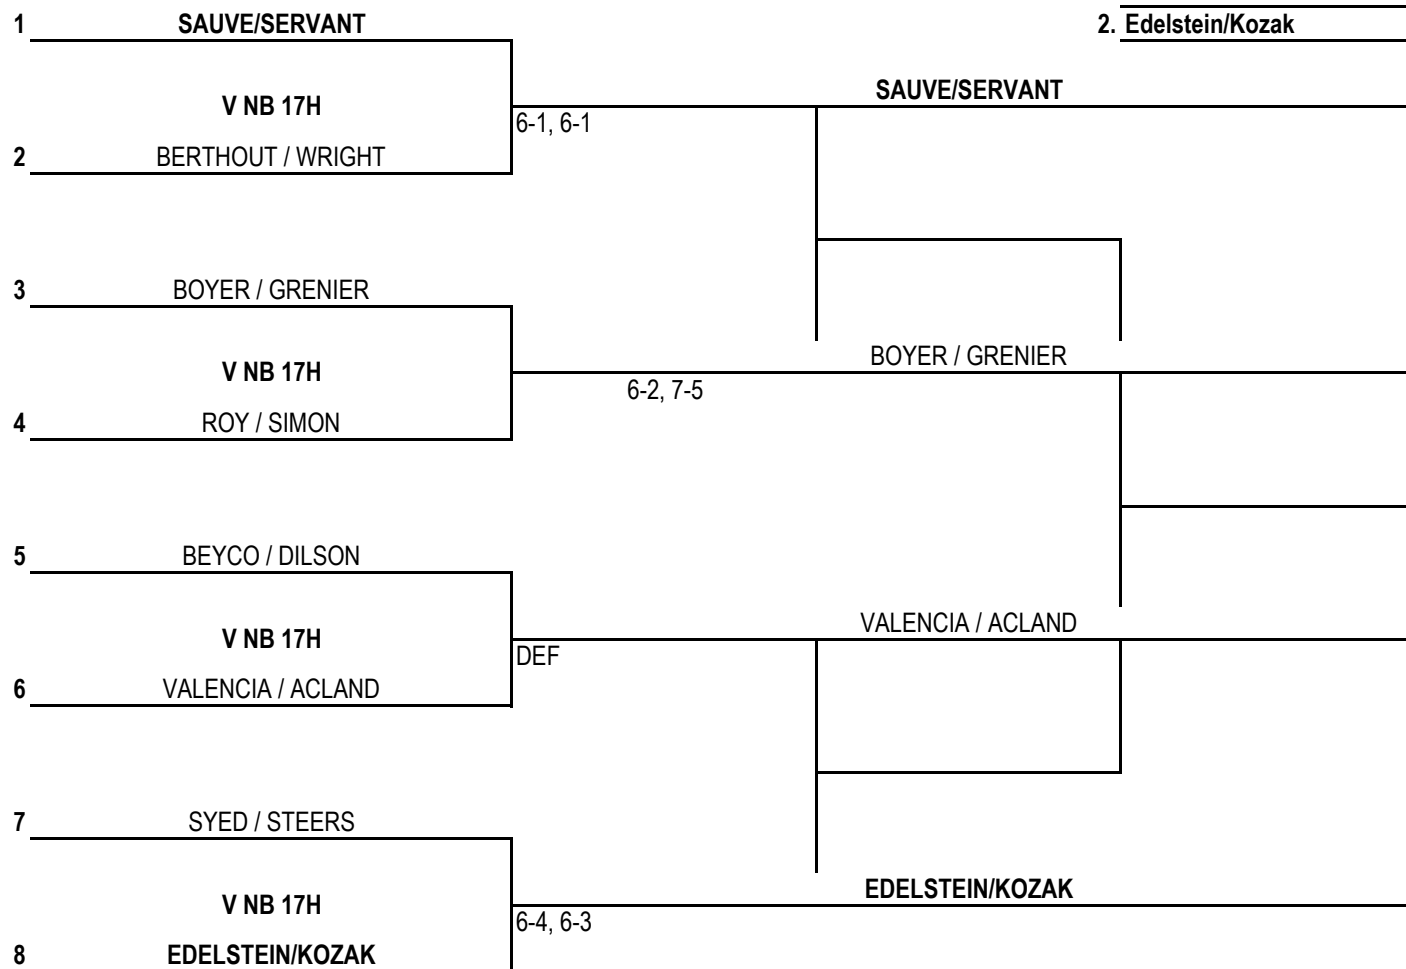 1 SAUVE/SERVANT 2. Edelstein/Kozak
SAUVE/SERVANT
V NB 17H
6-1, 6-1
2 BERTHOUT / WRIGHT
3 BOYER / GRENIER
BOYER / GRENIER
V NB 17H
6-2, 7-5
4 ROY / SIMON
5 BEYCO / DILSON
VALENCIA / ACLAND
V NB 17H
DEF
6 VALENCIA / ACLAND
7 SYED / STEERS
EDELSTEIN/KOZAK
V NB 17H
6-4, 6-3
8 EDELSTEIN/KOZAK